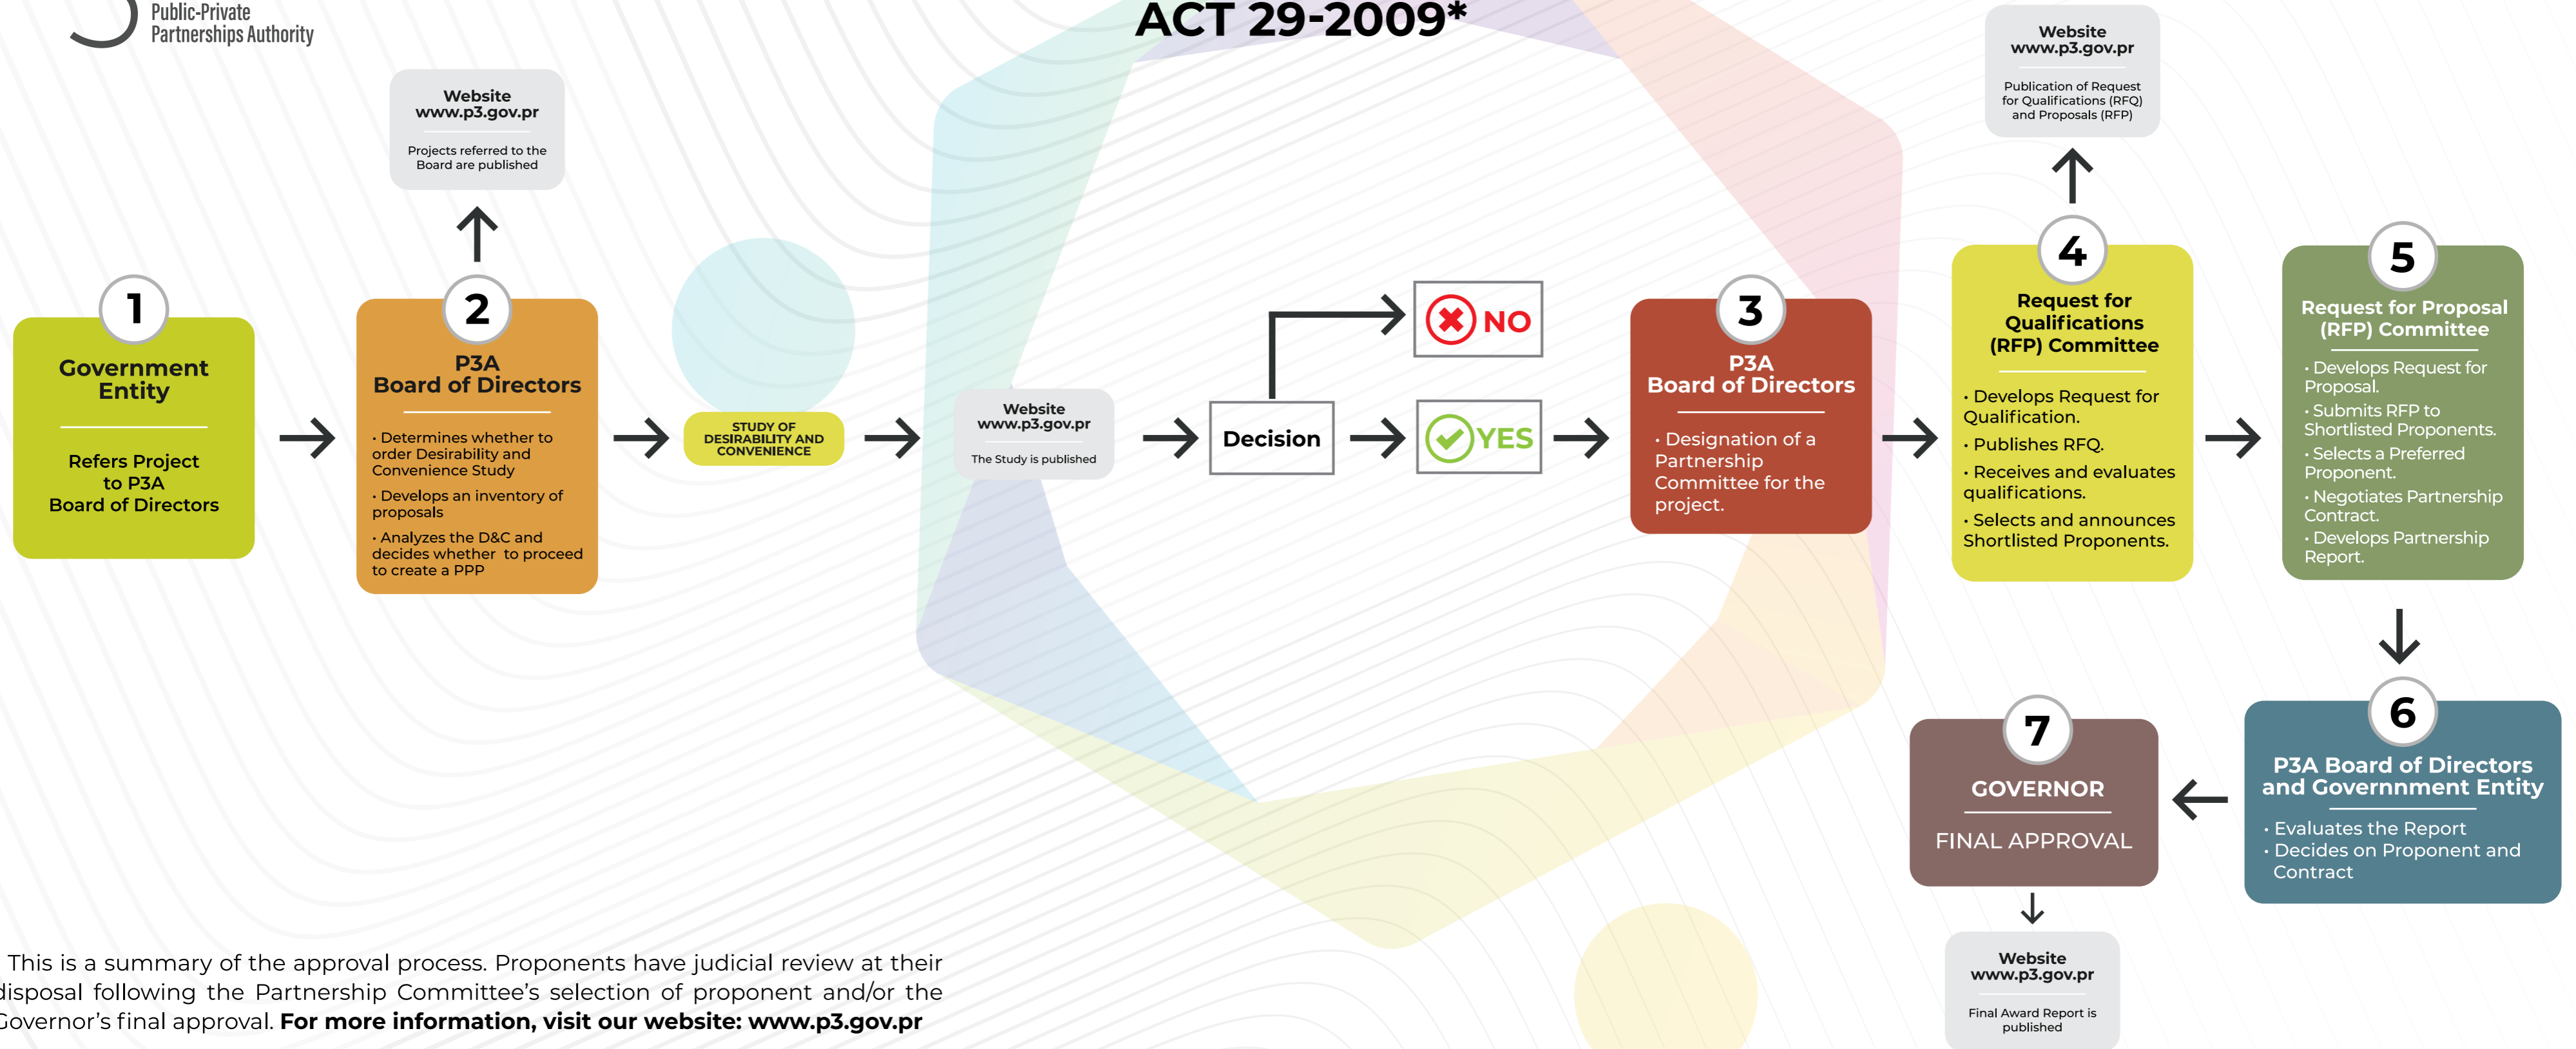 Public-Private
Partnerships Authority
ACT 29-2009*
Website
www.p3.gov.pr
Projects referred to the
Board are published
1
Government
Entity
Refers Project
to P3A
Board of Directors
2
P3A
Board of Directors
• Determines whether to
order Desirability and
Convenience Study
• Develops an inventory of
proposals
• Analyzes the D&C and
decides whether to proceed
to create a PPP
STUDY OF
DESIRABILITY AND
CONVENIENCE
Website
www.p3.gov.pr
The Study is published
Decision
NO
YES
3
P3A
Board of Directors
• Designation of a
Partnership
Committee for the
project.
Website
www.p3.gov.pr
Publication of Request
for Qualifications (RFQ)
and Proposals (RFP)
4
Request for
Qualifications
(RFP) Committee
• Develops Request for
Qualification.
• Publishes RFQ.
• Receives and evaluates
qualifications.
• Selects and announces
Shortlisted Proponents.
5
Request for Proposal
(RFP) Committee
• Develops Request for
Proposal.
• Submits RFP to
Shortlisted Proponents.
• Selects a Preferred
Proponent.
• Negotiates Partnership
Contract.
• Develops Partnership
Report.
6
P3A Board of Directors
and Governnment Entity
• Evaluates the Report
• Decides on Proponent and
Contract
7
GOVERNOR
FINAL APPROVAL
Website
www.p3.gov.pr
Final Award Report is
published
This is a summary of the approval process. Proponents have judicial review at their
disposal following the Partnership Committee's selection of proponent and/or the
Governor's final approval. For more information, visit our website: www.p3.gov.pr